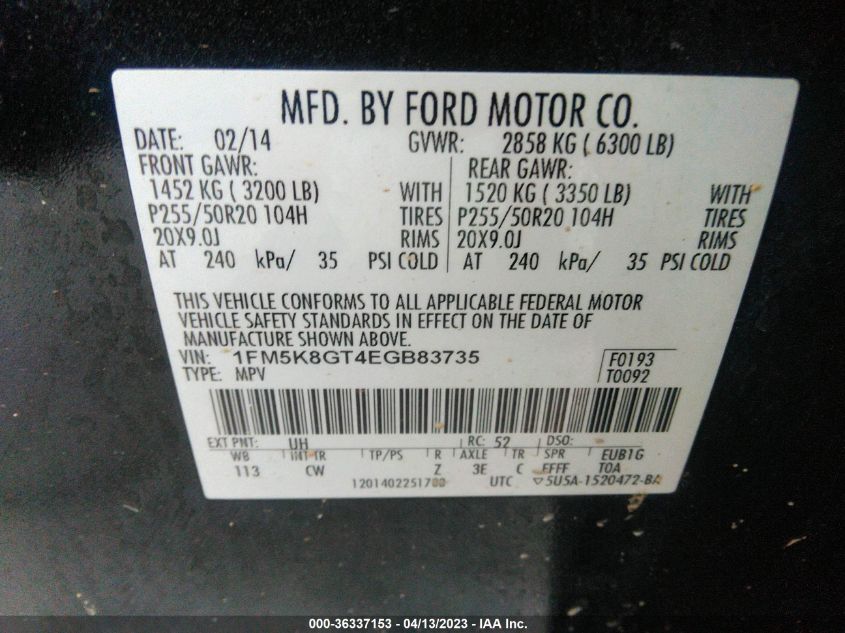 MFD. BY FORD MOTOR CO.
DATE: 02/14 GVWR: 2858 KG ( 6300 LB)
FRONT GAWR: REAR GAWR:
1452 KG ( 3200 LB) WITH 1520 KG ( 3350 LB) WITH
P255/50R20 104H TIRES P255/50R20 104H TIRES
20X9.0J RIMS 20X9.0J RIMS
AT 240 kPa/ 35 PSI COLD AT 240 kPa/ 35 PSI COLD
THIS VEHICLE CONFORMS TO ALL APPLICABLE FEDERAL MOTOR
VEHICLE SAFETY STANDARDS IN EFFECT ON THE DATE OF
MANUFACTURE SHOWN ABOVE.
VIN: 1FM5K8GT4EGB83735 F0193
TYPE: MPV T0092
EXT PNT: UH RC: 52 DSO:
WB INT TR TP/PS R AXLE TR SPR EUB1G
113 CW Z 3E C FFFF TOA
1201402251700 UTC ▽5U5A-1520472-BA
000-36337153 - 04/13/2023 - IAA Inc.